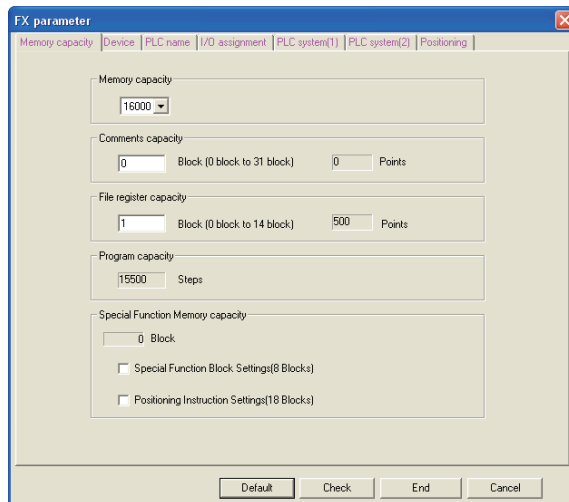 FX parameter
Memory capacity Device PLC name I/O assignment PLC system(1) PLC system(2) Positioning
Memory capacity
16000
Comments capacity
0 Block (0 block to 31 block) 0 Points
File register capacity
1 Block (0 block to 14 block) 500 Points
Program capacity
15500 Steps
Special Function Memory capacity
0 Block
Special Function Block Settings(8 Blocks)
Positioning Instruction Settings(18 Blocks)
Default Check End Cancel